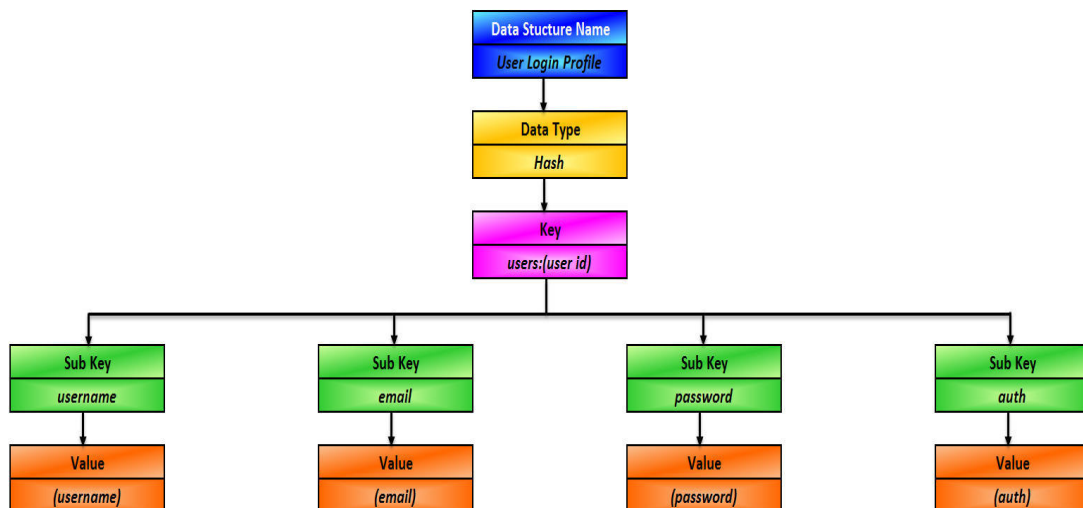 Data Stucture Name
User Login Profile
Data Type
Hash
Key
users:(user id)
Sub Key
username
Sub Key
email
Sub Key
password
Sub Key
auth
Value
(username)
Value
(email)
Value
(password)
Value
(auth)